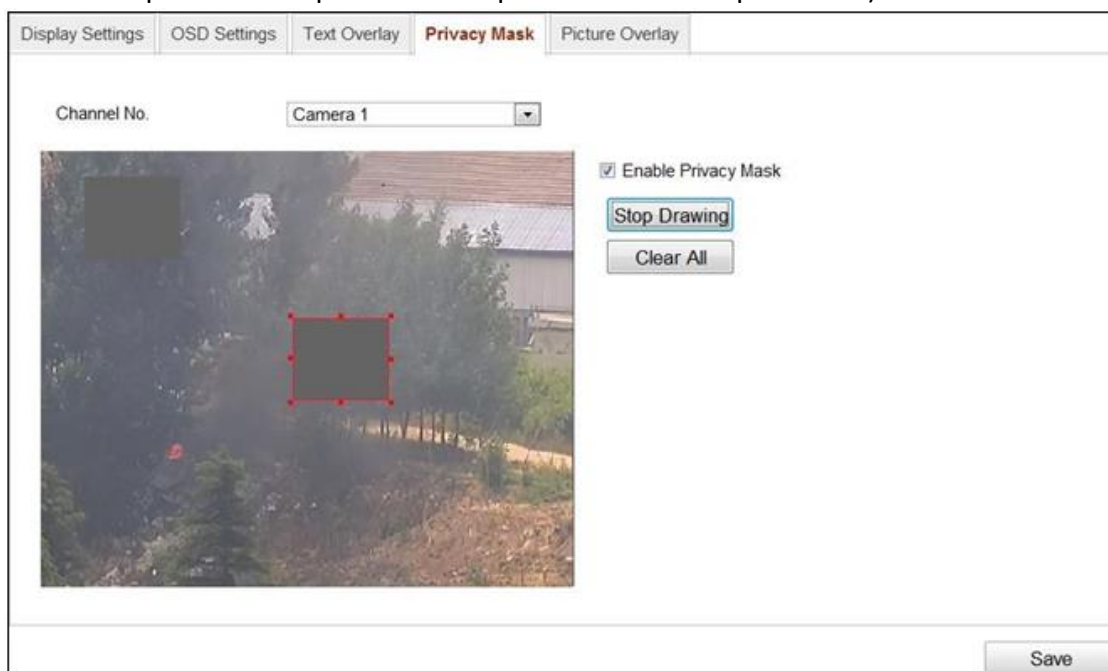 Display Settings OSD Settings Text Overlay Privacy Mask Picture Overlay
Channel No. Camera 1
Enable Privacy Mask
Stop Drawing
Clear All
Save